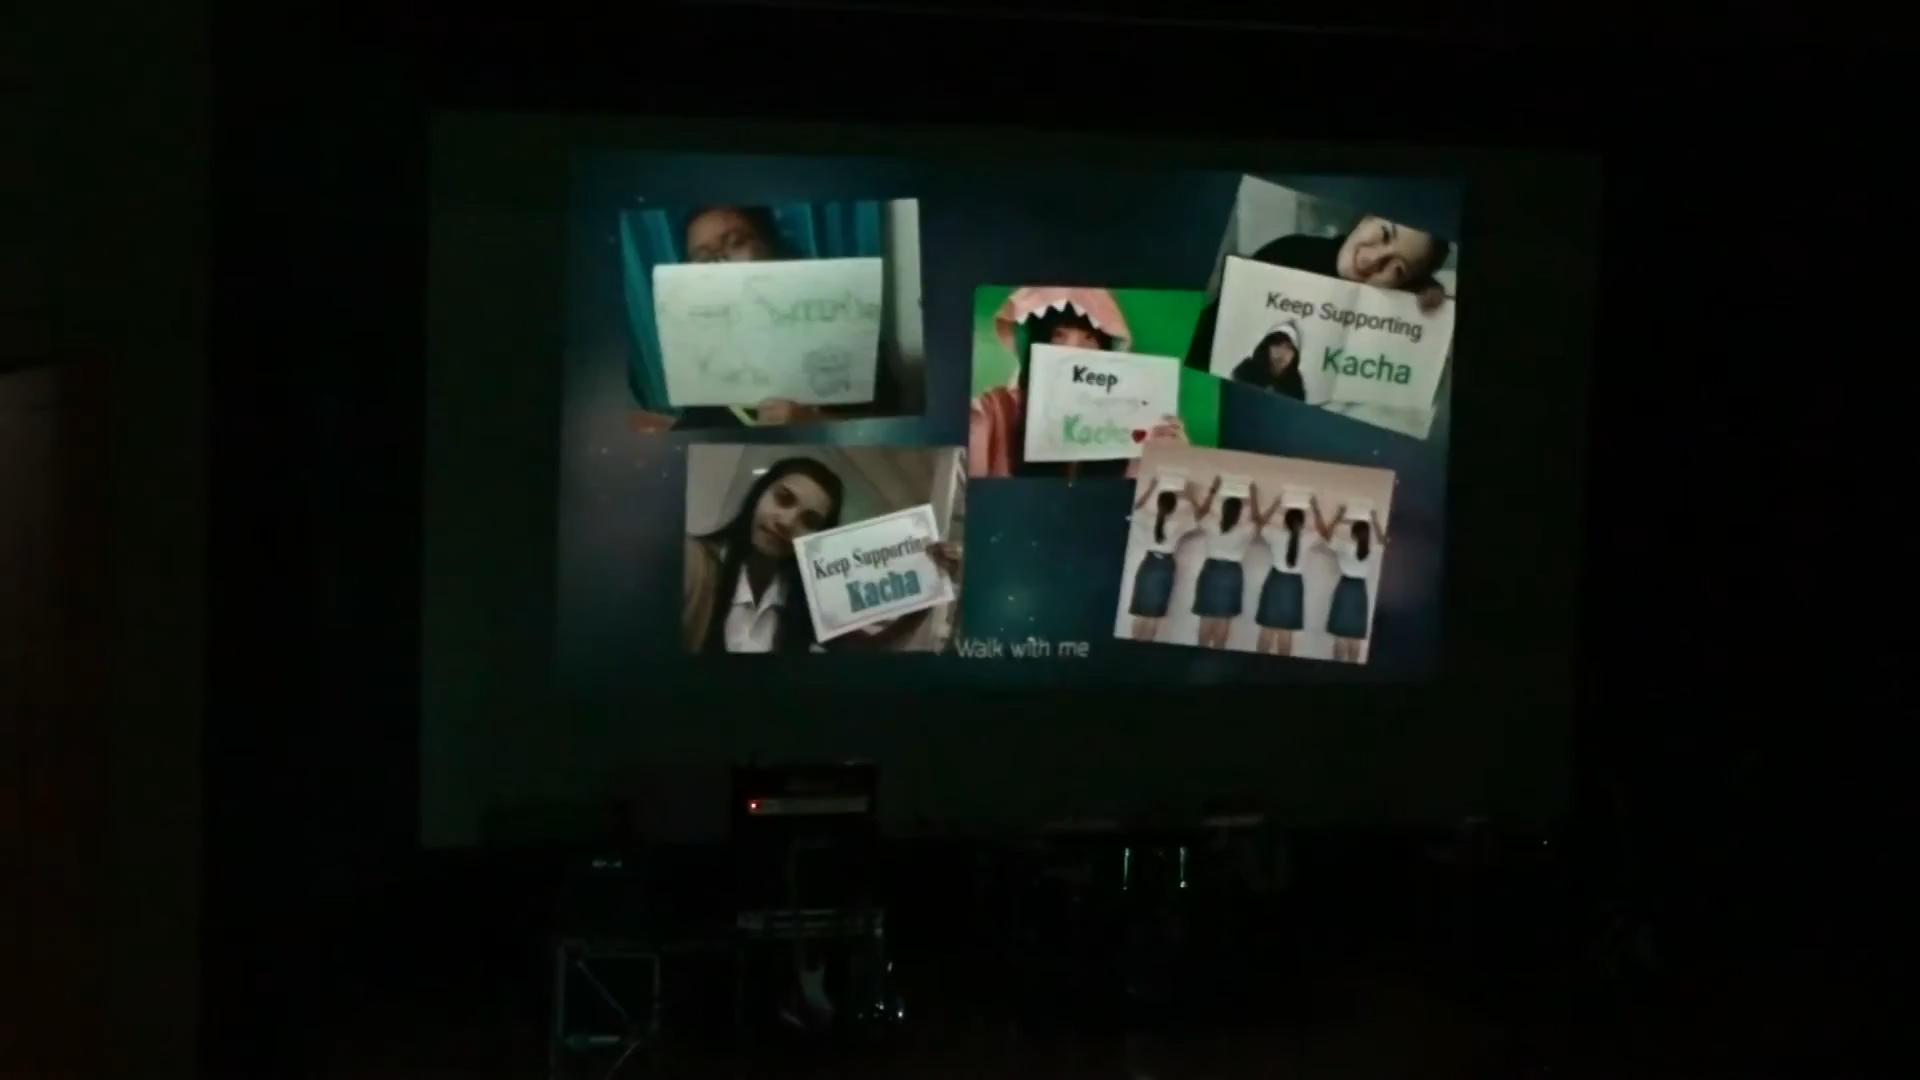 Keep
Kacha
Keep Supporting
Kacha
Keep Supporting
Kacha
Walk with me